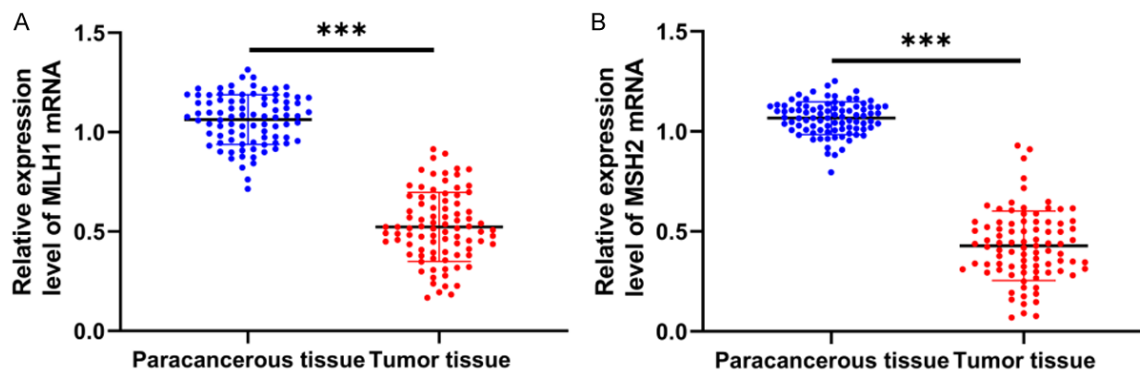 A
Relative expression
level of MLH1 mRNA
1.5
1.0
0.5
0.0
***
Paracancerous tissue
Tumor tissue
B
Relative expression
level of MSH2 mRNA
1.5
1.0
0.5
0.0
***
Paracancerous tissue
Tumor tissue